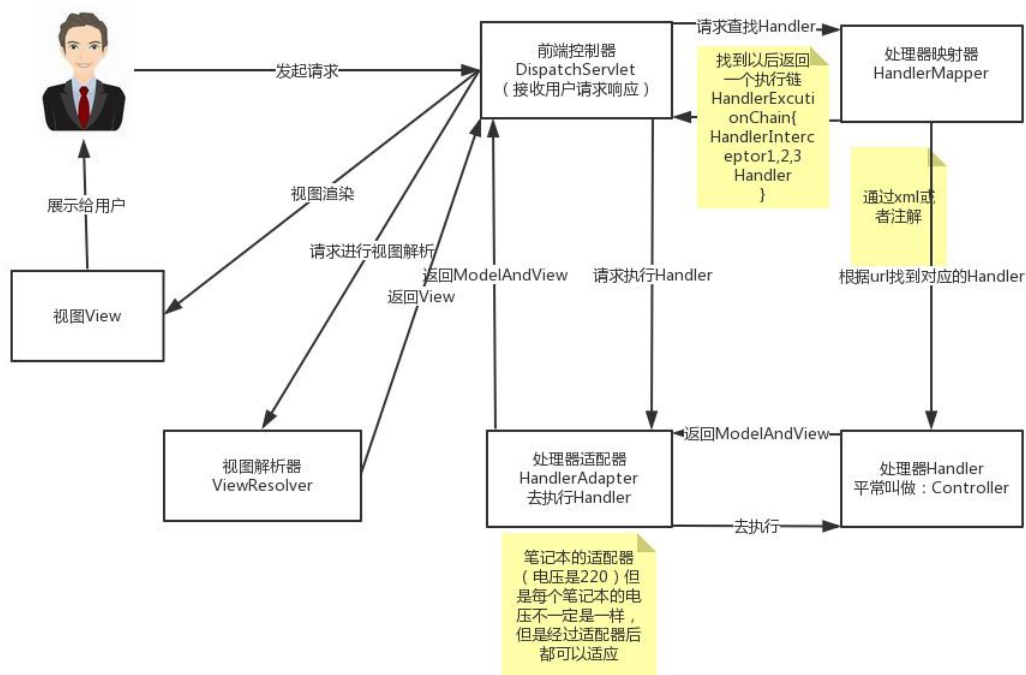 发起请求
前端控制器
DispatchServlet
（接收用户请求响应）
请求查找Handler
处理器映射器
HandlerMapper
找到以后返回
一个执行链
HandlerExcuti
onChain{
HandlerInterc
eptor1,2,3
Handler
}
通过xml或
者注解
根据url找到对应的Handler
展示给用户
视图渲染
请求进行视图解析
返回ModelAndView
返回View
请求执行Handler
视图View
视图解析器
ViewResolver
处理器适配器
HandlerAdapter
去执行Handler
返回ModelAndView
处理器Handler
平常叫做：Controller
去执行
笔记本的适配器
（电压是220）但
是每个笔记本的电
压不一定是一样，
但是经过适配器后
都可以适应